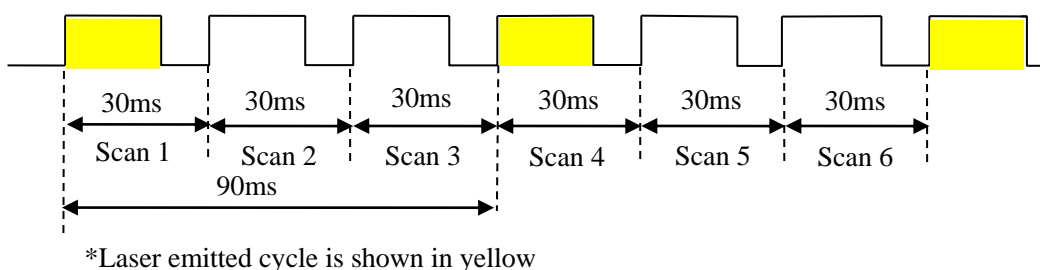 30ms 30ms 30ms 30ms 30ms 30ms
Scan 1 Scan 2 Scan 3 Scan 4 Scan 5 Scan 6
90ms
*Laser emitted cycle is shown in yellow